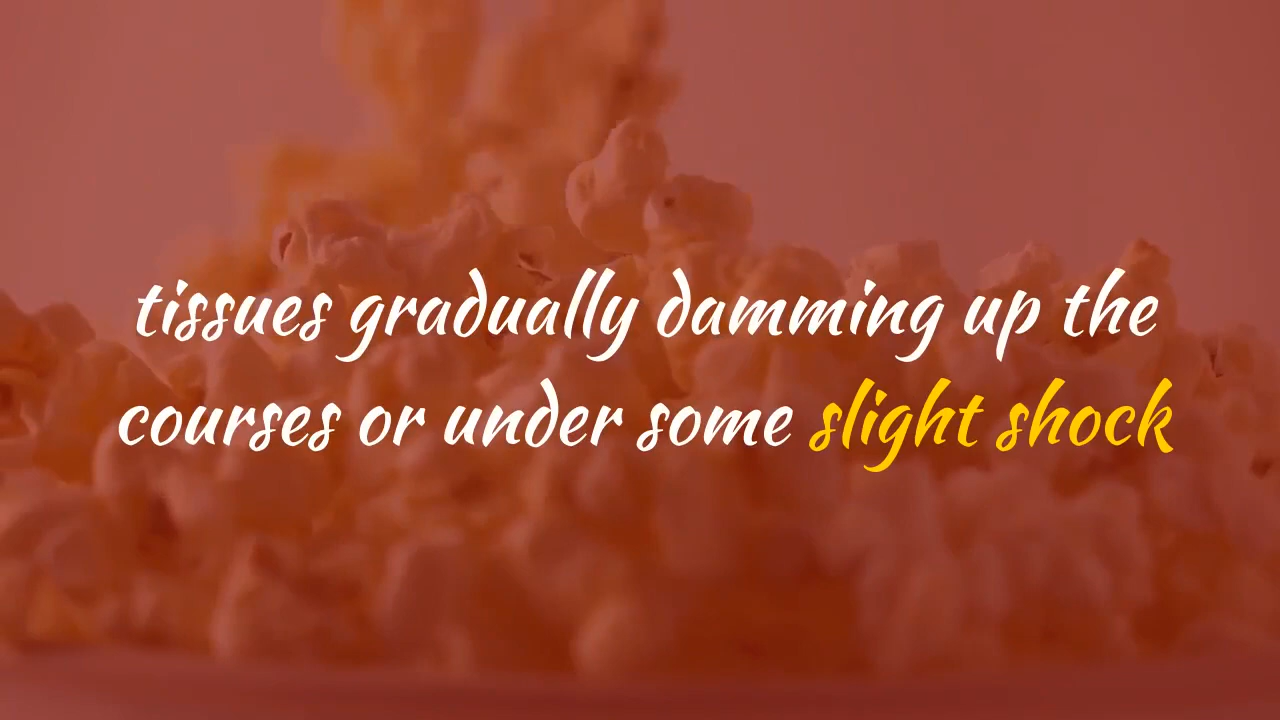 tissues gradually damming up the
courses or under some slight shock